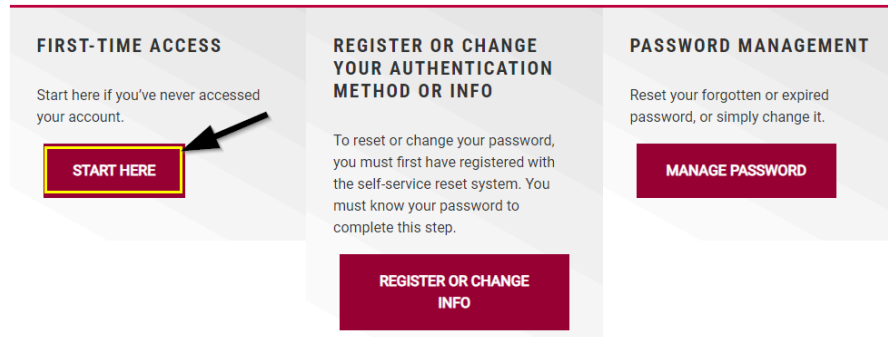 FIRST-TIME ACCESS
Start here if you've never accessed
your account.
START HERE
REGISTER OR CHANGE
YOUR AUTHENTICATION
METHOD OR INFO
To reset or change your password,
you must first have registered with
the self-service reset system. You
must know your password to
complete this step.
REGISTER OR CHANGE
INFO
PASSWORD MANAGEMENT
Reset your forgotten or expired
password, or simply change it.
MANAGE PASSWORD